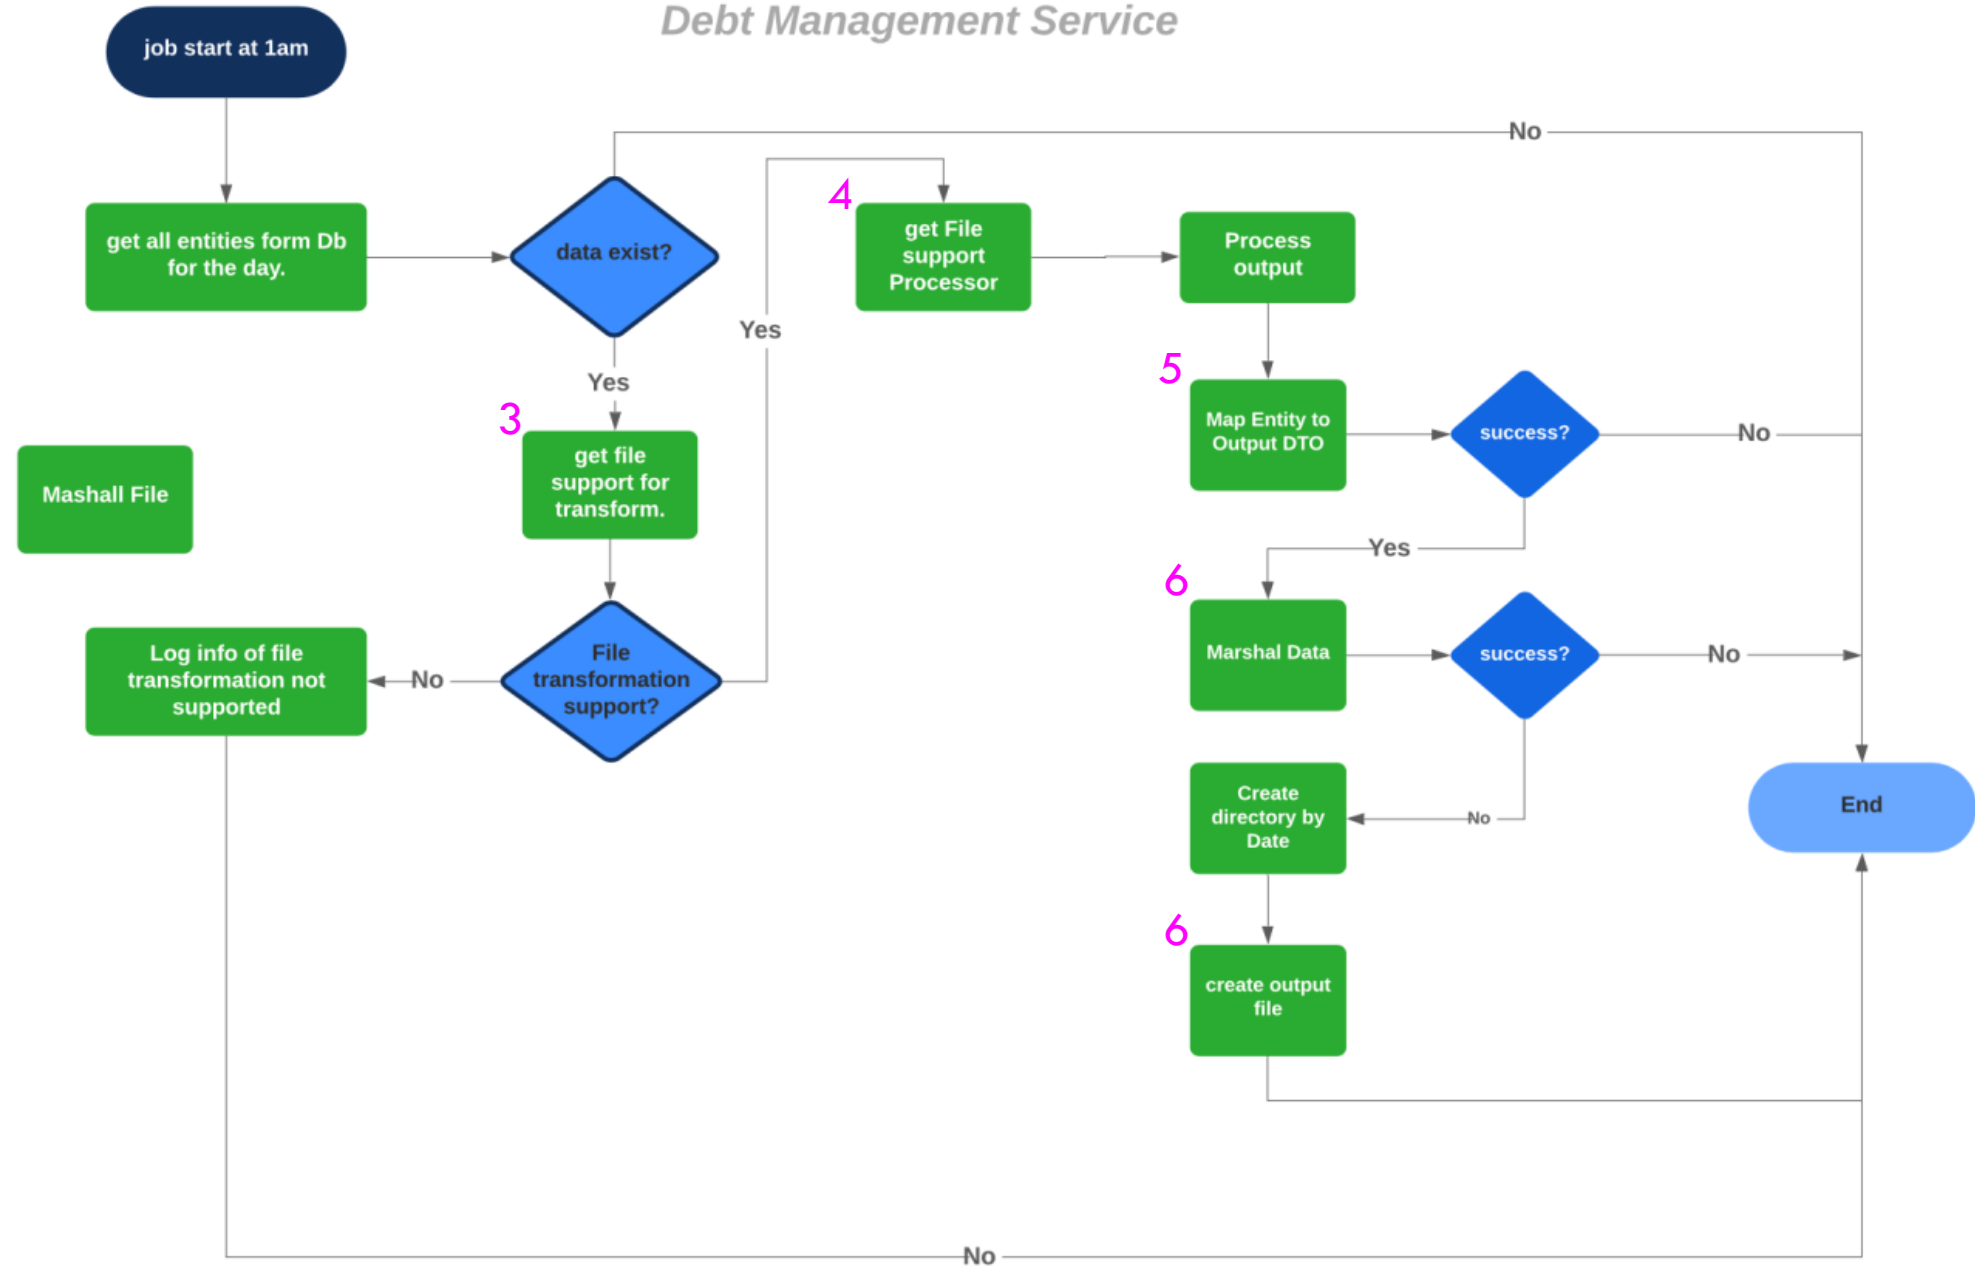 Debt Management Service
job start at 1am
No
4
get all entities form Db
for the day.
data exist?
get File
support
Processor
Process
output
Yes
Yes
3
5
get file
support for
transform.
Map Entity to
Output DTO
success?
No
Mashall File
Yes
6
Log info of file
transformation not
supported
No
File
transformation
support?
Marshal Data
success?
No
Create
directory by
Date
No
End
6
create output
file
No